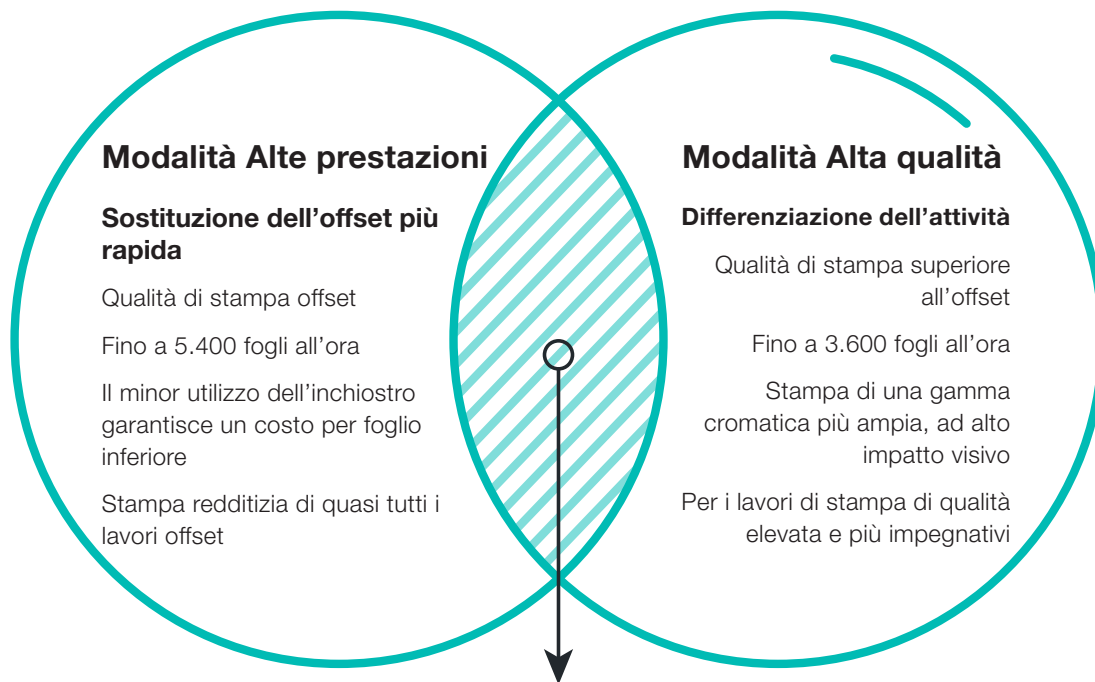 Modalità Alte prestazioni
Sostituzione dell’offset più
rapida
Qualità di stampa offset
Fino a 5.400 fogli all’ora
Il minor utilizzo dell’inchiostro
garantisce un costo per foglio
inferiore
Stampa redditizia di quasi tutti i
lavori offset
Modalità Alta qualità
Differenziazione dell’attività
Qualità di stampa superiore
all’offset
Fino a 3.600 fogli all’ora
Stampa di una gamma
cromatica più ampia, ad alto
impatto visivo
Per i lavori di stampa di qualità
elevata e più impegnativi